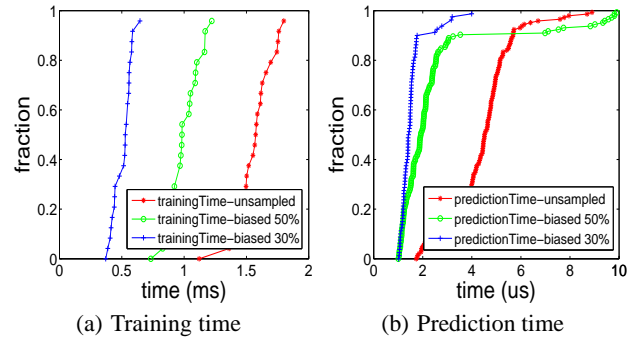 fraction
1
0.8
0.6
0.4
0.2
0
trainingTime−unsampled
trainingTime−biased 50%
trainingTime−biased 30%
0 0.5 1 1.5 2
time (ms)
(a) Training time
fraction
1
0.8
0.6
0.4
0.2
0
predictionTime−unsampled
predictionTime−biased 50%
predictionTime−biased 30%
0 2 4 6 8 10
time (us)
(b) Prediction time